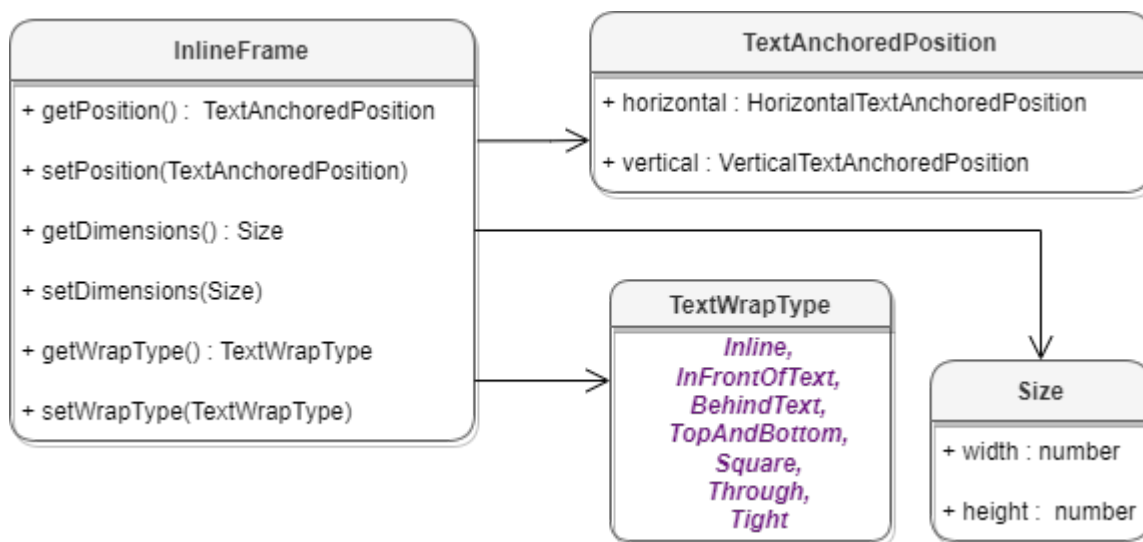 InlineFrame
+ getPosition() : TextAnchoredPosition
+ setPosition(TextAnchoredPosition)
+ getDimensions() : Size
+ setDimensions(Size)
+ getWrapType() : TextWrapType
+ setWrapType(TextWrapType)
TextAnchoredPosition
+ horizontal : HorizontalTextAnchoredPosition
+ vertical : VerticalTextAnchoredPosition
TextWrapType
Inline,
InFrontOfText,
BehindText,
TopAndBottom,
Square,
Through,
Tight
Size
+ width : number
+ height : number